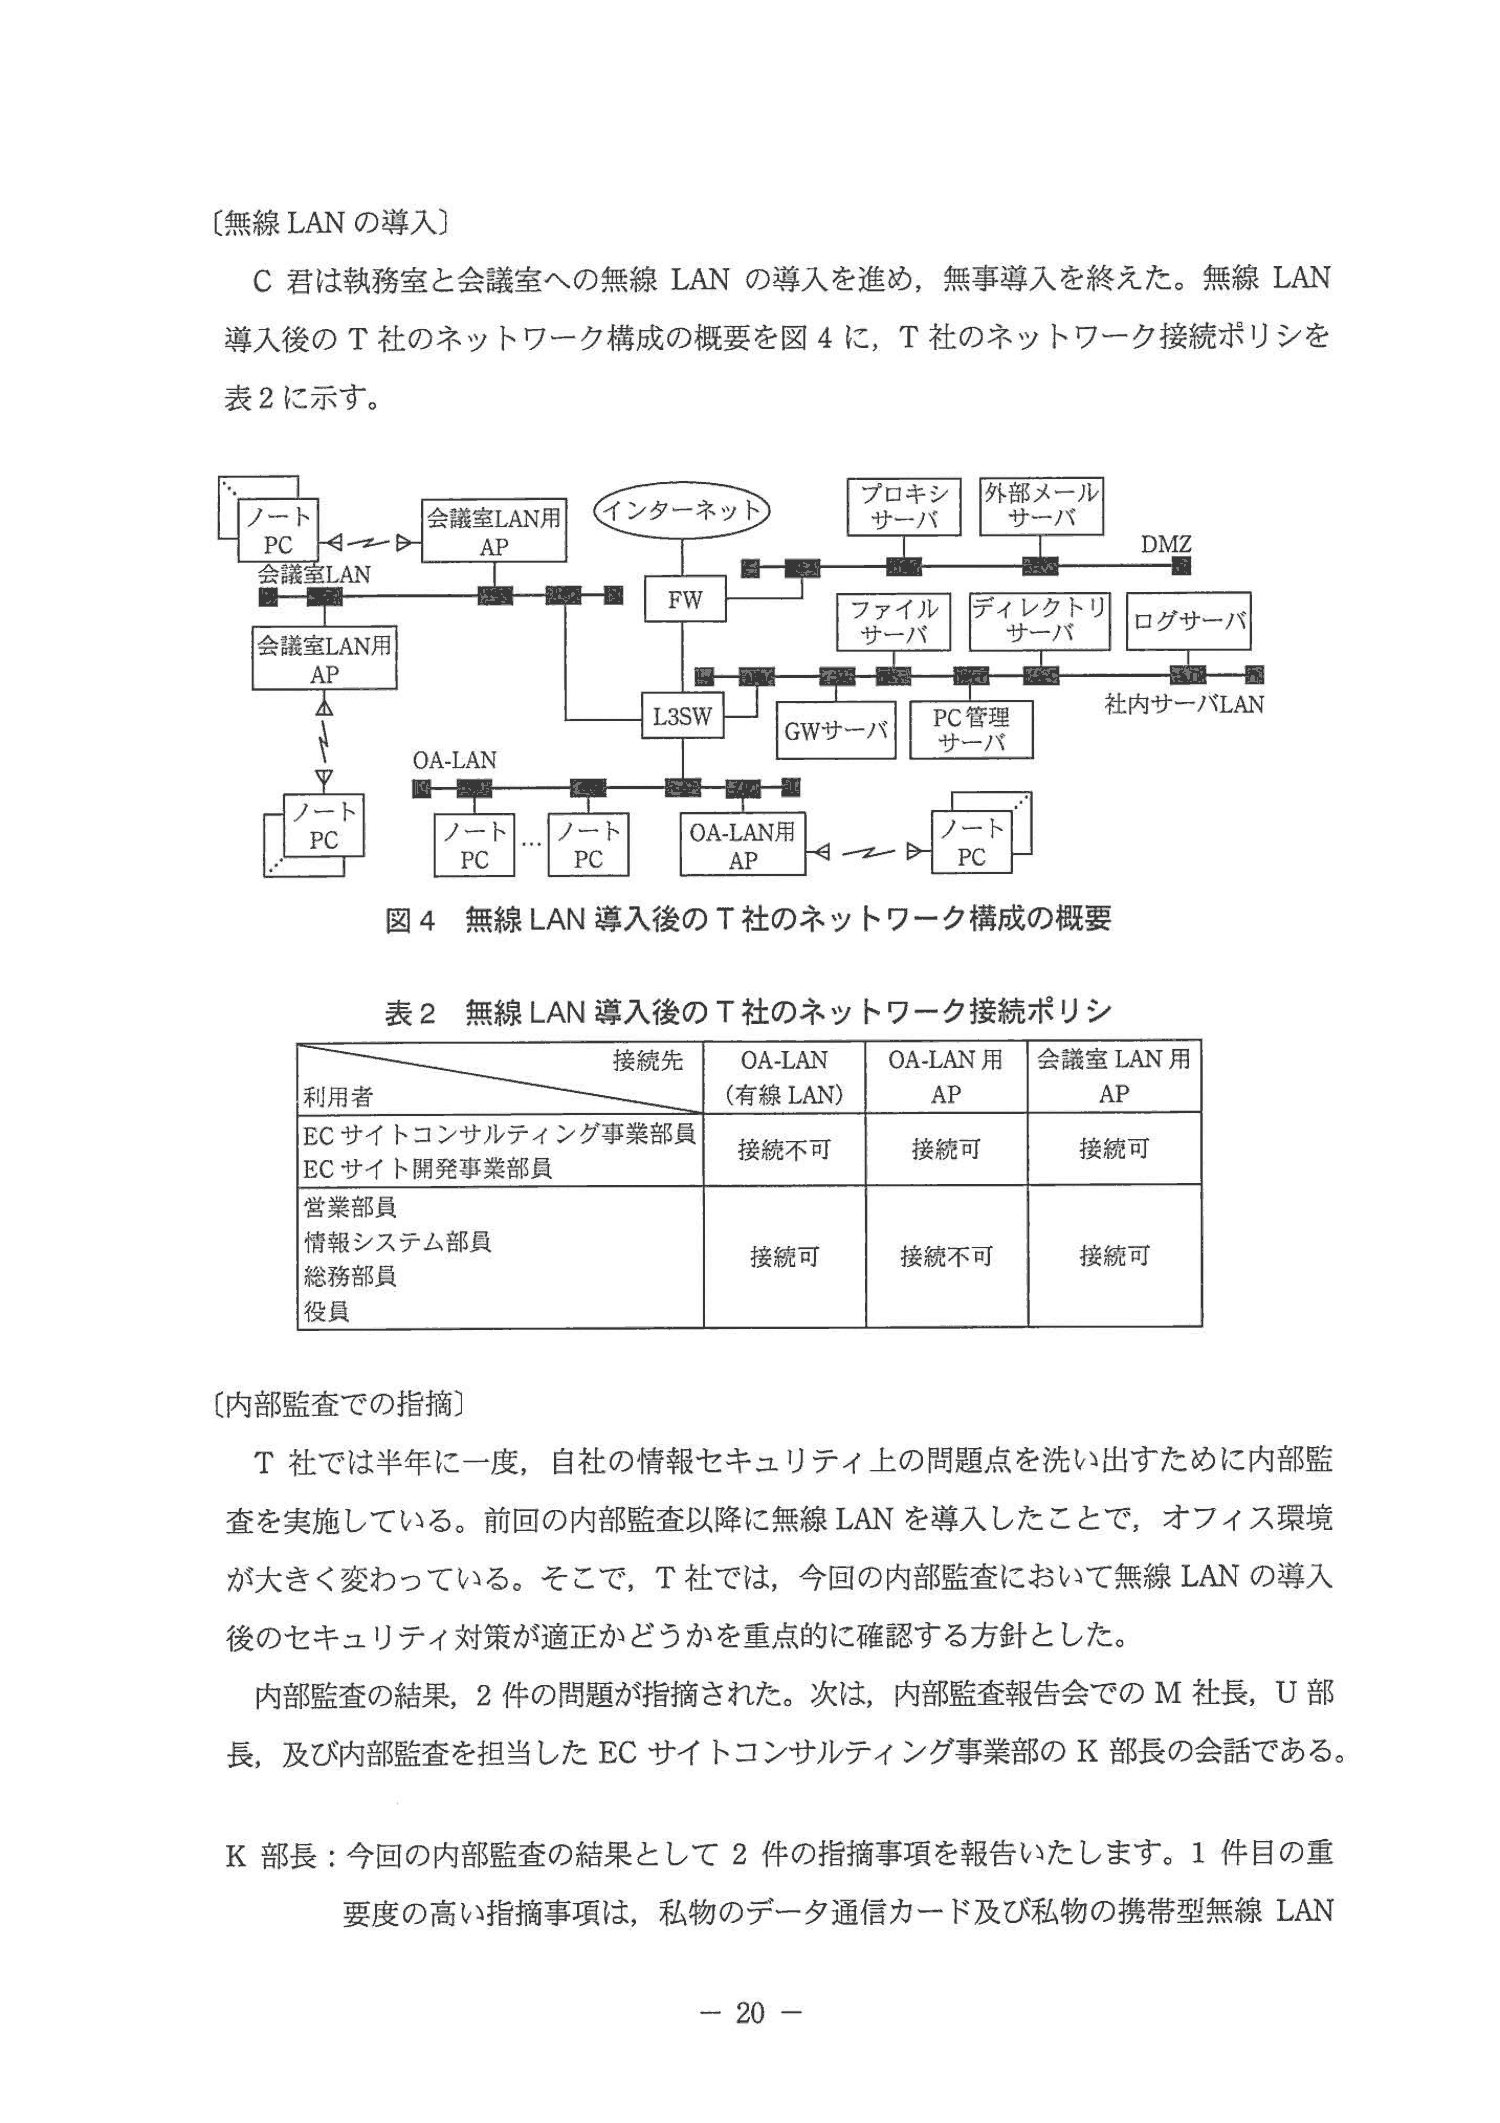 〔無線 LAN の導入〕
C 君は執務室と会議室への無線 LAN の導入を進め，無事導入を終えた。無線 LAN
導入後の T 社のネットワーク構成の概要を図 4 に，T 社のネットワーク接続ポリシを
表 2 に示す。
ノート
PC
会議室LAN用
AP
インターネット
プロキシ
サーバ
外部メール
サーバ
DMZ
会議室LAN
FW
ファイル
サーバ
ディレクトリ
サーバ
ログサーバ
会議室LAN用
AP
L3SW
GWサーバ
PC管理
サーバ
社内サーバLAN
OA-LAN
ノート
PC
ノート
PC
…
ノート
PC
OA-LAN用
AP
ノート
PC
図 4　無線 LAN 導入後の T 社のネットワーク構成の概要
表 2　無線 LAN 導入後の T 社のネットワーク接続ポリシ
接続先
利用者
OA-LAN
（有線 LAN）
OA-LAN 用
AP
会議室 LAN 用
AP
EC サイトコンサルティング事業部員
EC サイト開発事業部員
接続不可
接続可
接続可
営業部員
情報システム部員
総務部員
役員
接続可
接続不可
接続可
〔内部監査での指摘〕
T 社では半年に一度，自社の情報セキュリティ上の問題点を洗い出すために内部監
査を実施している。前回の内部監査以降に無線 LAN を導入したことで，オフィス環境
が大きく変わっている。そこで，T 社では，今回の内部監査において無線 LAN の導入
後のセキュリティ対策が適正かどうかを重点的に確認する方針とした。
内部監査の結果，2 件の問題が指摘された。次は，内部監査報告会での M 社長，U 部
長，及び内部監査を担当した EC サイトコンサルティング事業部の K 部長の会話である。
K 部長：今回の内部監査の結果として 2 件の指摘事項を報告いたします。1 件目の重
要度の高い指摘事項は，私物のデータ通信カード及び私物の携帯型無線 LAN
－ 20 －